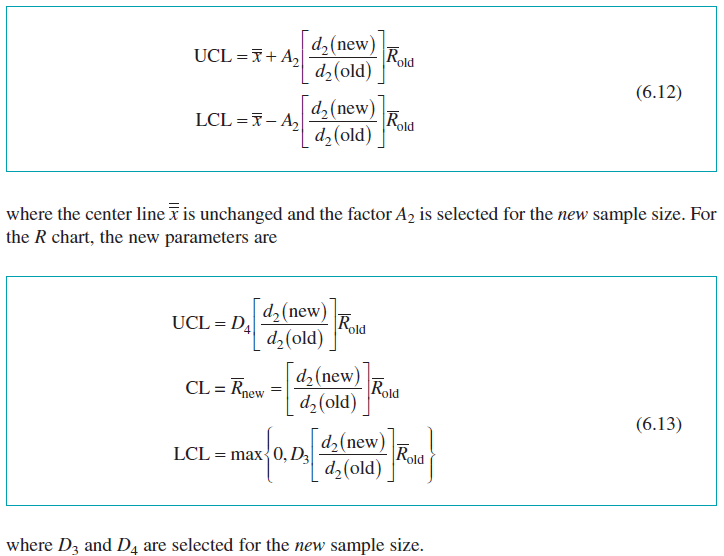 UCL = x̿ + A₂[d₂(new)/d₂(old)]R̅old
LCL = x̿ − A₂[d₂(new)/d₂(old)]R̅old
(6.12)
where the center line x̿ is unchanged and the factor A₂ is selected for the new sample size. For
the R chart, the new parameters are
UCL = D₄[d₂(new)/d₂(old)]R̅old
CL = R̅new = [d₂(new)/d₂(old)]R̅old
LCL = max{0, D₃[d₂(new)/d₂(old)]R̅old}
(6.13)
where D₃ and D₄ are selected for the new sample size.